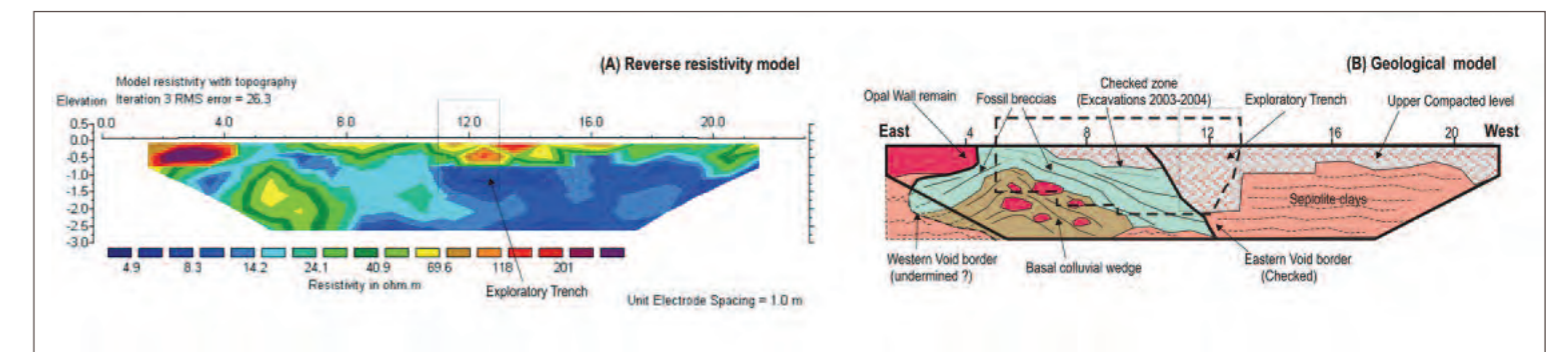 (A) Reverse resistivity model
Model resistivity with topography
Iteration 3 RMS error = 26.3
Elevation
0.0 4.0 8.0 12.0 16.0 20.0
0.5
0.0
-0.5
-1.0
-1.5
-2.0
-2.5
-3.0
4.9 8.3 14.2 24.1 40.9 69.6 118 201
Resistivity in ohm.m
Exploratory Trench
Unit Electrode Spacing = 1.0 m
(B) Geological model
Opal Wall remain
Fossil breccias
Checked zone
(Excavations 2003-2004)
Exploratory Trench
Upper Compacted level
East 4 8 12 16 20 West
Sepiolite clays
Western Void border
(undermined ?)
Basal colluvial wedge
Eastern Void border
(Checked)